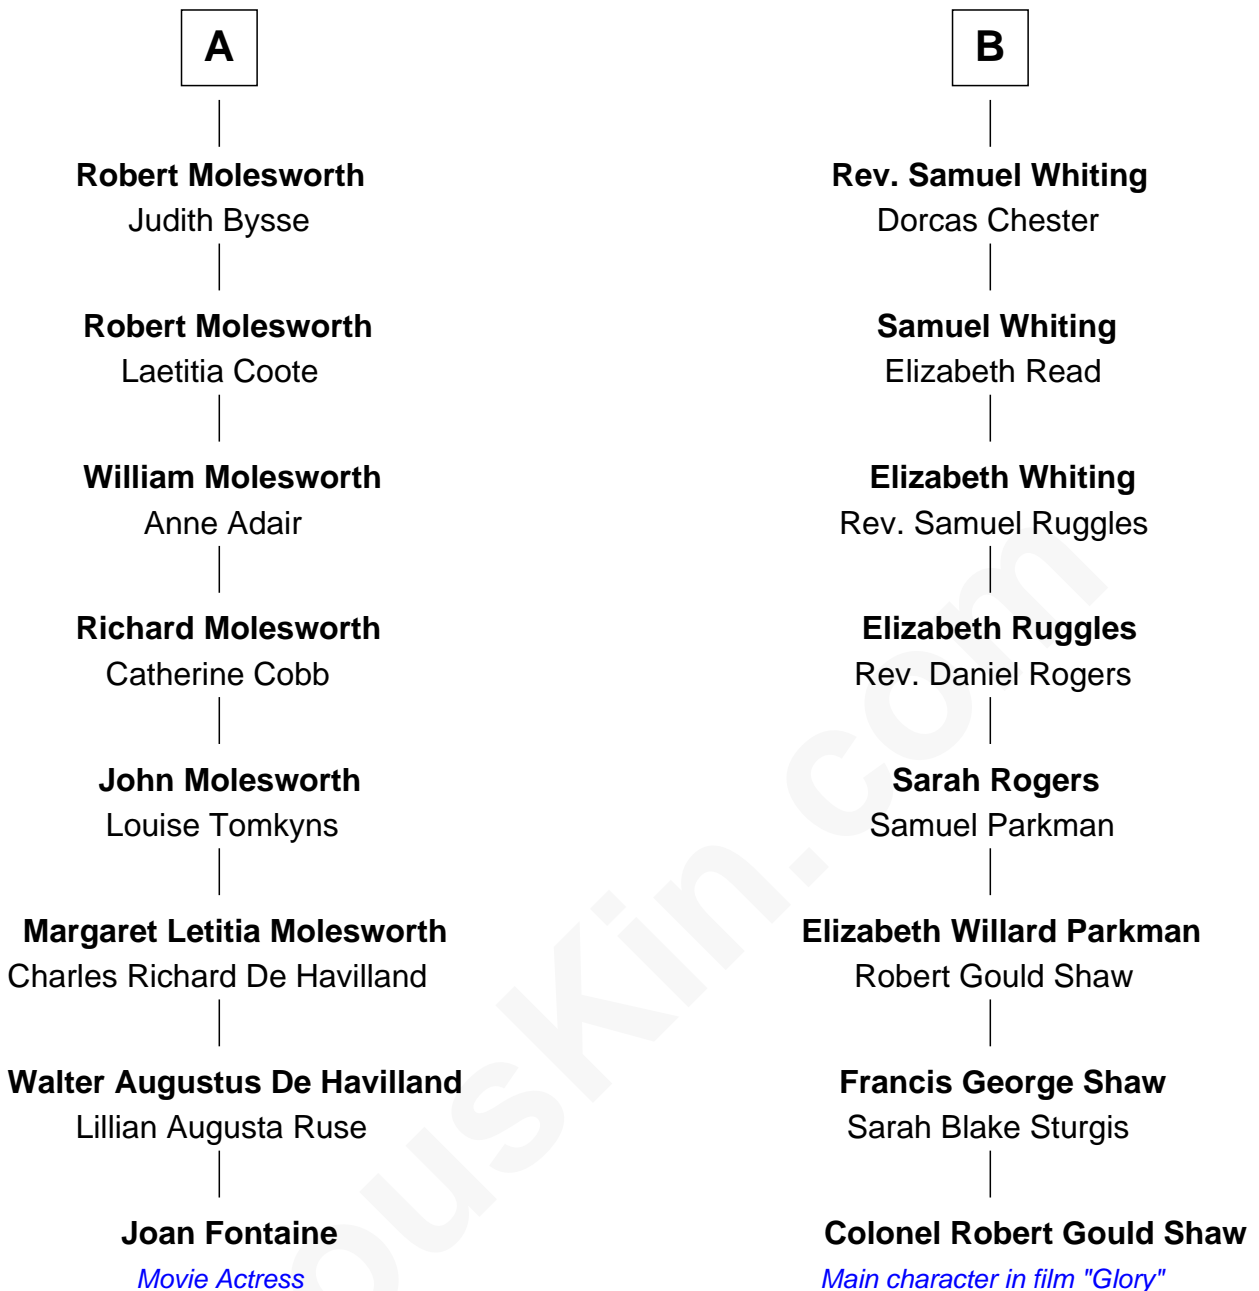 A
Robert Molesworth
Judith Bysse
Robert Molesworth
Laetitia Coote
William Molesworth
Anne Adair
Richard Molesworth
Catherine Cobb
John Molesworth
Louise Tomkyns
Margaret Letitia Molesworth
Charles Richard De Havilland
Walter Augustus De Havilland
Lillian Augusta Ruse
Joan Fontaine
Movie Actress
B
Rev. Samuel Whiting
Dorcas Chester
Samuel Whiting
Elizabeth Read
Elizabeth Whiting
Rev. Samuel Ruggles
Elizabeth Ruggles
Rev. Daniel Rogers
Sarah Rogers
Samuel Parkman
Elizabeth Willard Parkman
Robert Gould Shaw
Francis George Shaw
Sarah Blake Sturgis
Colonel Robert Gould Shaw
Main character in film "Glory"
ousKin.com